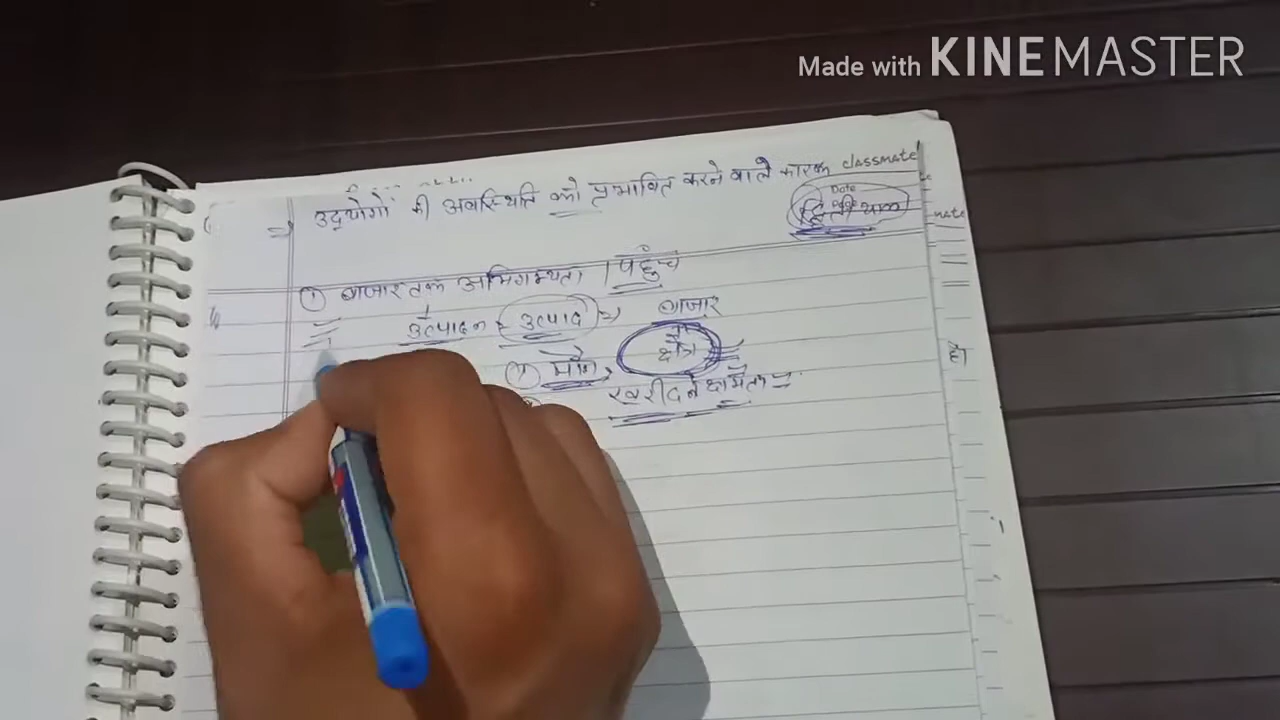 Made with KINEMASTER
=> उद्योगों की अवस्थिति को प्रभावित करने वाले कारक classmate
Date
① बाजार तक अभिगम्यता / पहुँच
उत्पादन उत्पाद => बाजार
क्षेत्र
① माँग,
खरीदने क्षमता
है।